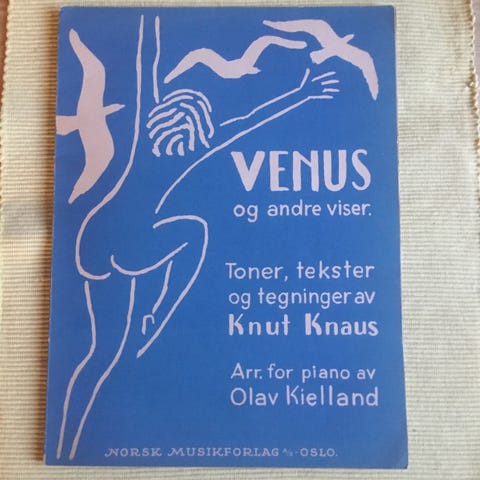 VENUS
og andre viser.
Toner, tekster
og tegninger av
Knut Knaus
Arr. for piano av
Olav Kielland
NORSK MUSIKFORLAG A/S - OSLO.